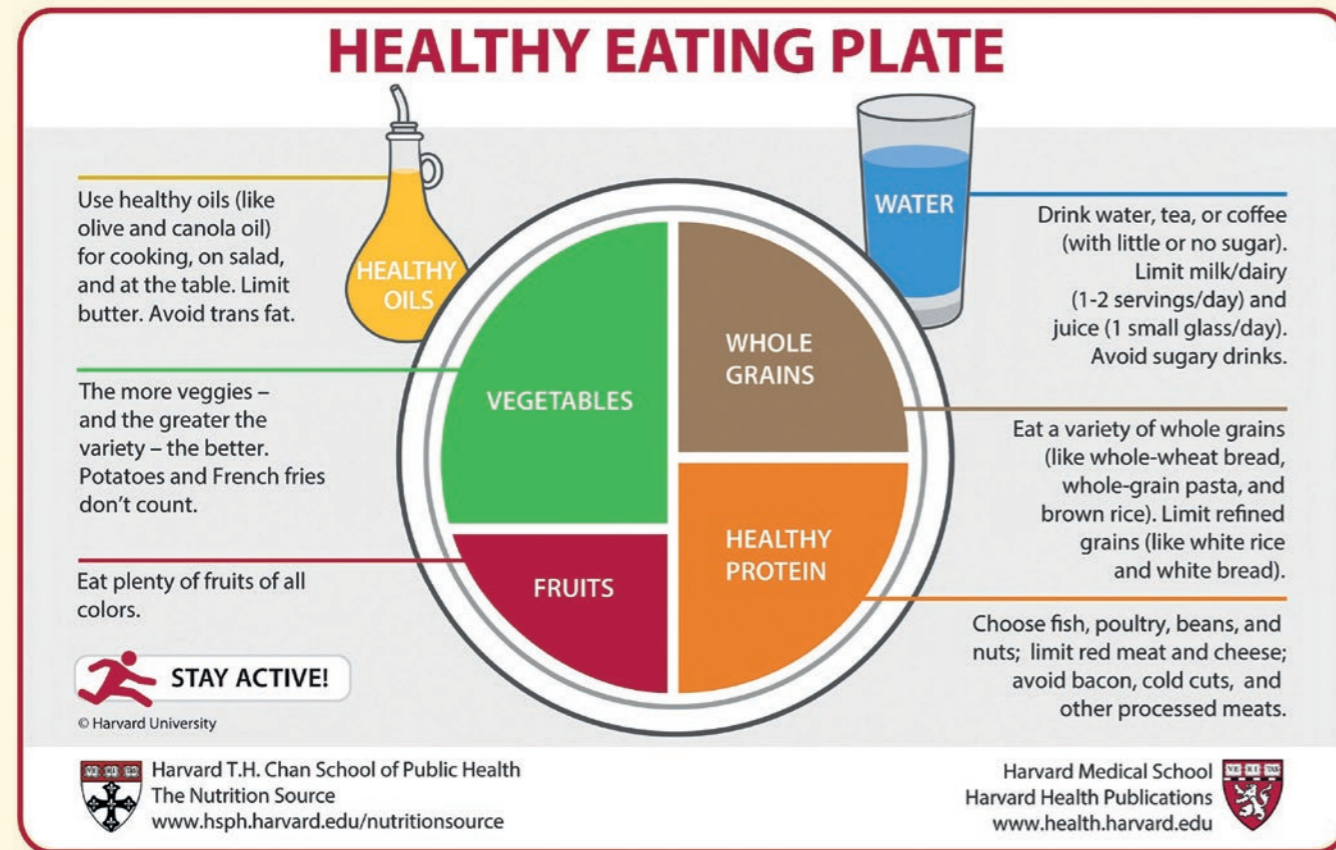 HEALTHY EATING PLATE
Use healthy oils (like
olive and canola oil)
for cooking, on salad,
and at the table. Limit
butter. Avoid trans fat.
HEALTHY
OILS
WATER
Drink water, tea, or coffee
(with little or no sugar).
Limit milk/dairy
(1-2 servings/day) and
juice (1 small glass/day).
Avoid sugary drinks.
The more veggies –
and the greater the
variety – the better.
Potatoes and French fries
don’t count.
VEGETABLES
WHOLE
GRAINS
Eat a variety of whole grains
(like whole-wheat bread,
whole-grain pasta, and
brown rice). Limit refined
grains (like white rice
and white bread).
Eat plenty of fruits of all
colors.
FRUITS
HEALTHY
PROTEIN
Choose fish, poultry, beans, and
nuts; limit red meat and cheese;
avoid bacon, cold cuts, and
other processed meats.
STAY ACTIVE!
© Harvard University
Harvard T.H. Chan School of Public Health
The Nutrition Source
www.hsph.harvard.edu/nutritionsource
Harvard Medical School
Harvard Health Publications
www.health.harvard.edu
VE RI TAS
VE RI TAS